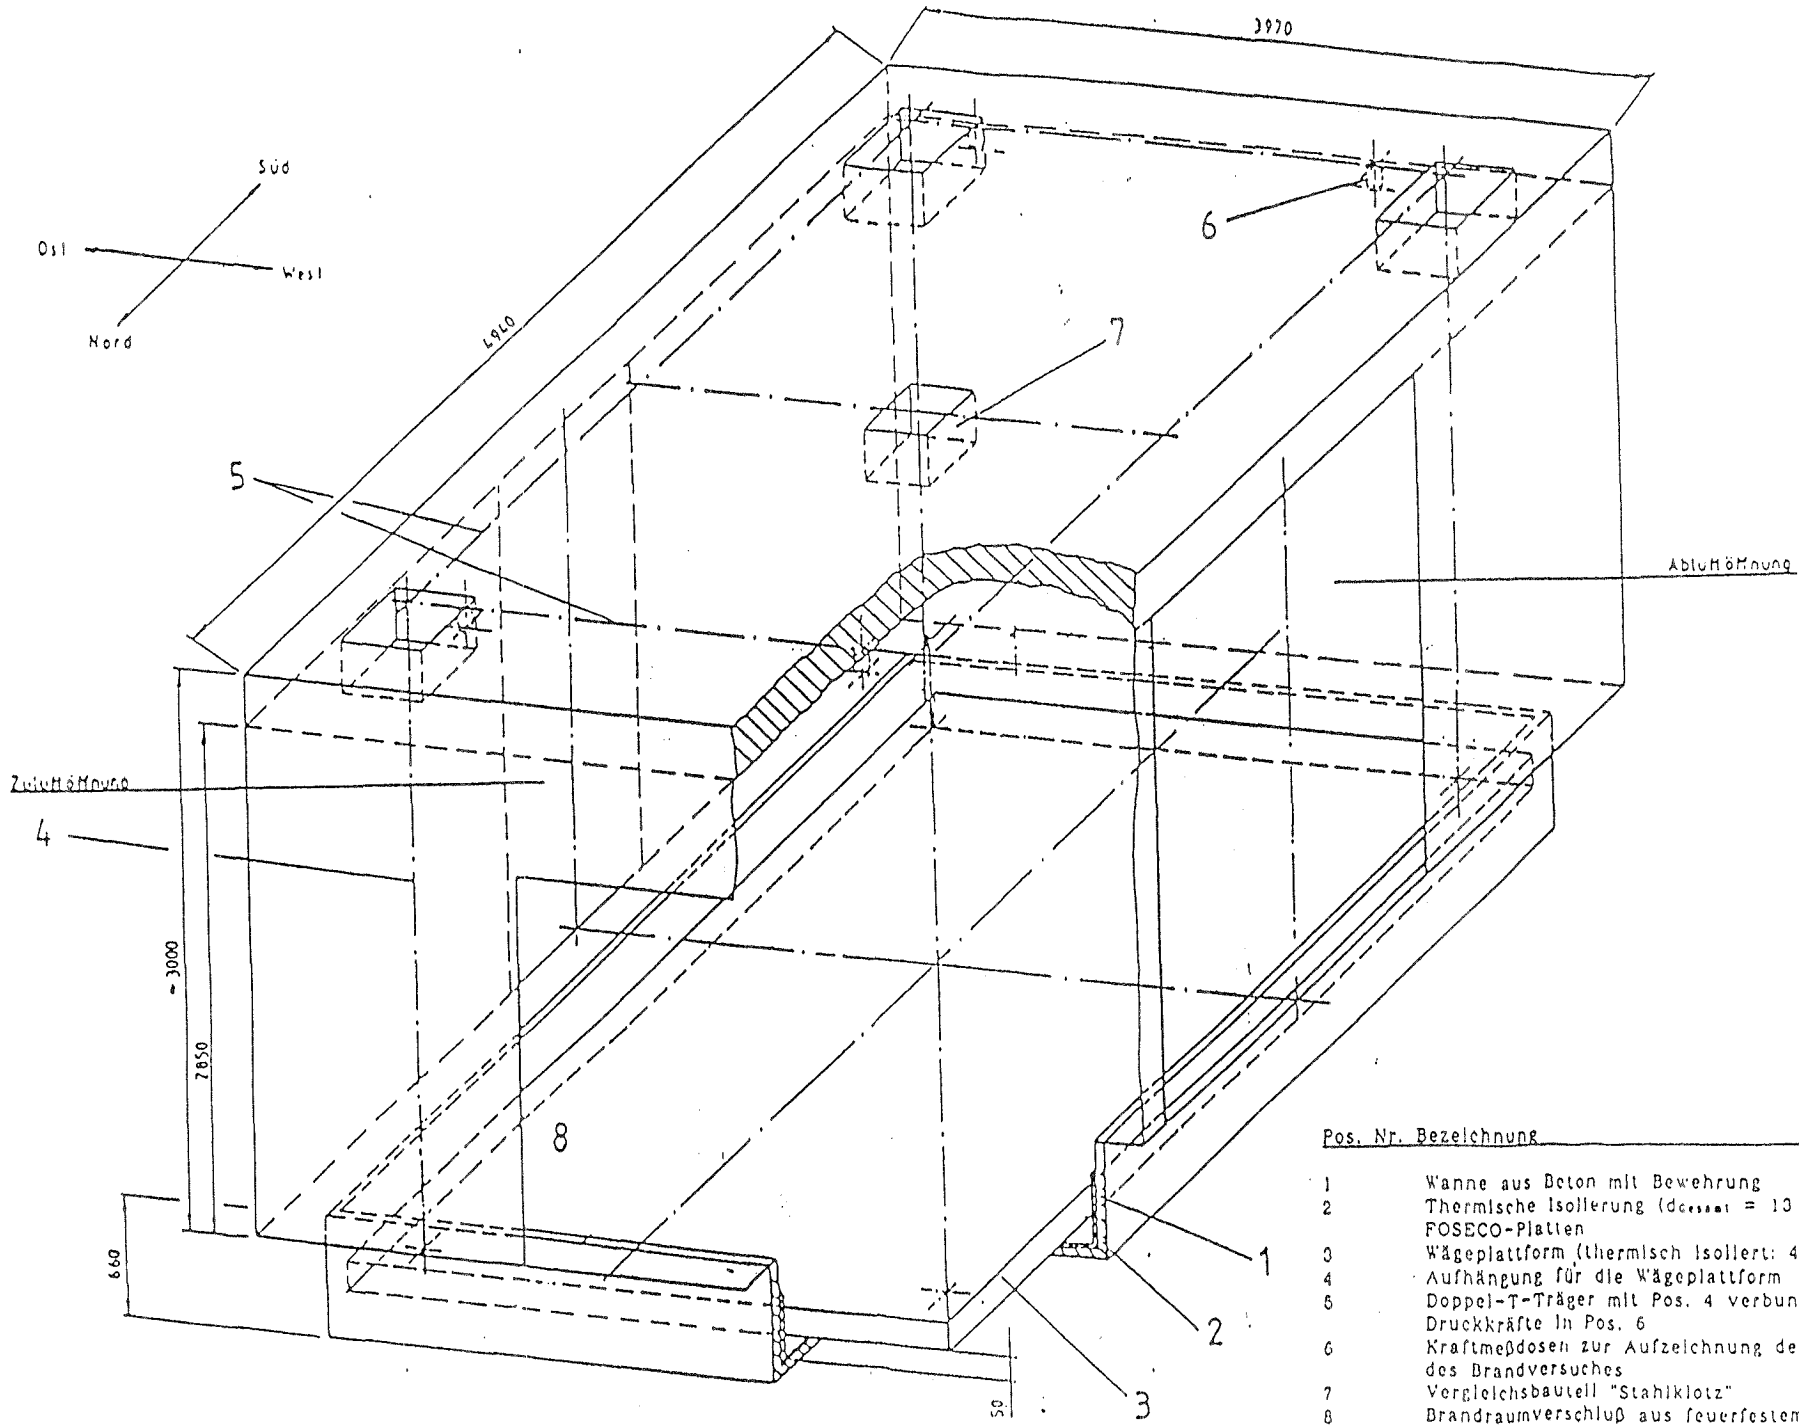 3970
Süd
Ost
West
Nord
6
4940
7
5
Abluftöffnung
Zuluftöffnung
4
~3000
2850
8
660
1
2
3
50
Pos. Nr. Bezeichnung
1 Wanne aus Beton mit Bewehrung
2 Thermische Isolierung (dGesamt = 13
FOSECO-Platten
3 Wägeplattform (thermisch isoliert: 4
4 Aufhängung für die Wägeplattform
5 Doppel-T-Träger mit Pos. 4 verbun
Druckkräfte in Pos. 6
6 Kraftmeßdosen zur Aufzeichnung de
des Brandversuches
7 Vergleichsbauteil "Stahlklotz"
8 Brandraumverschluß aus feuerfestem